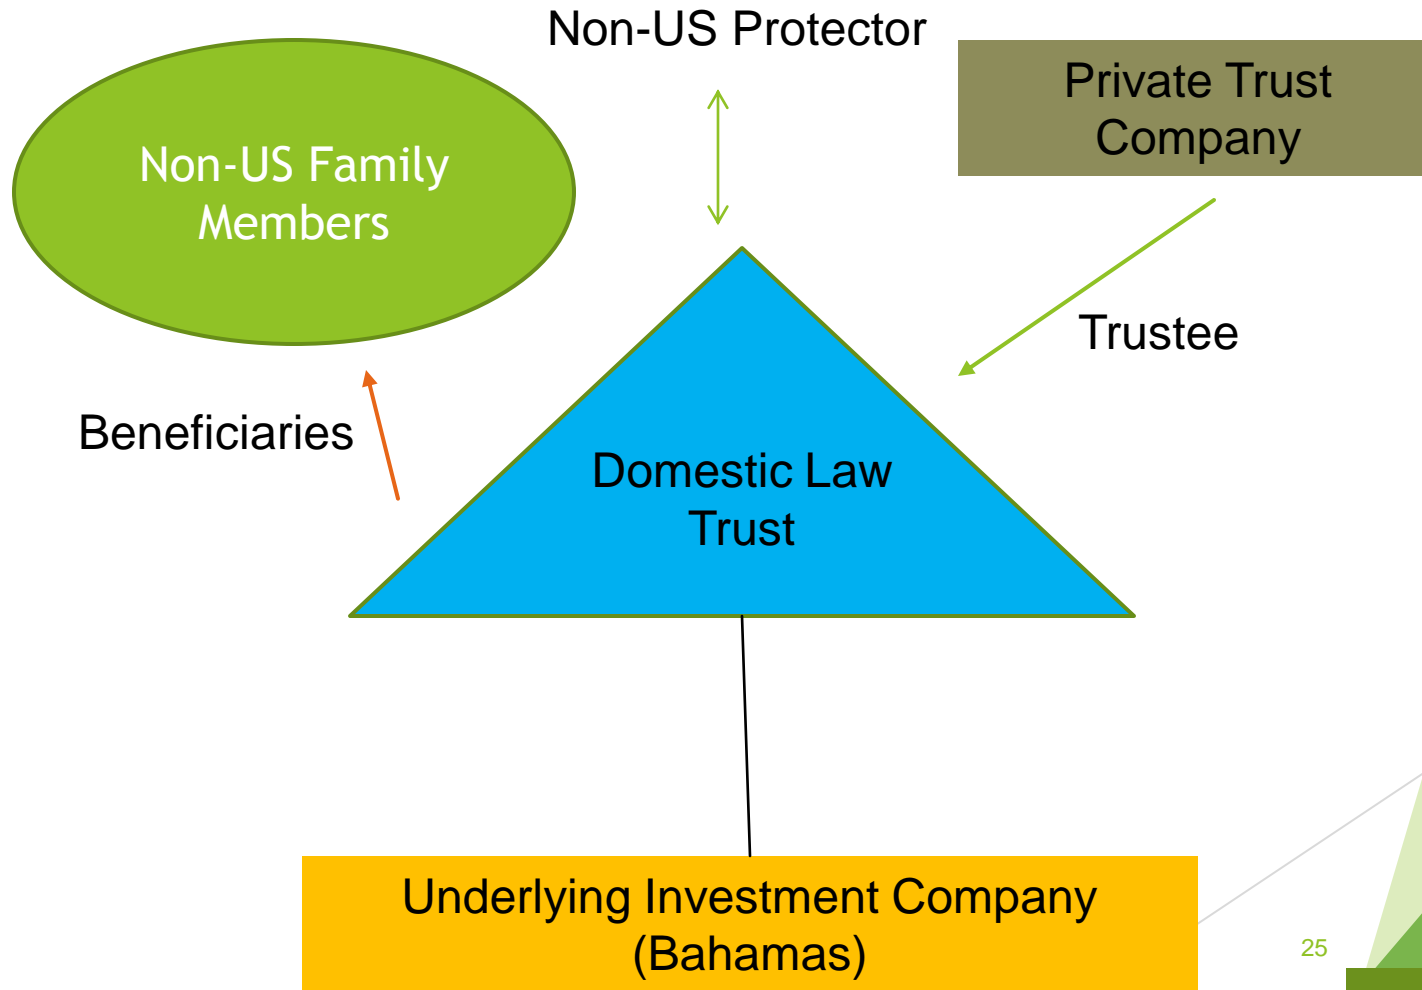 Non-US Protector
Private Trust
Company
Non-US Family
Members
Trustee
Beneficiaries
Domestic Law
Trust
Underlying Investment Company
(Bahamas)
25